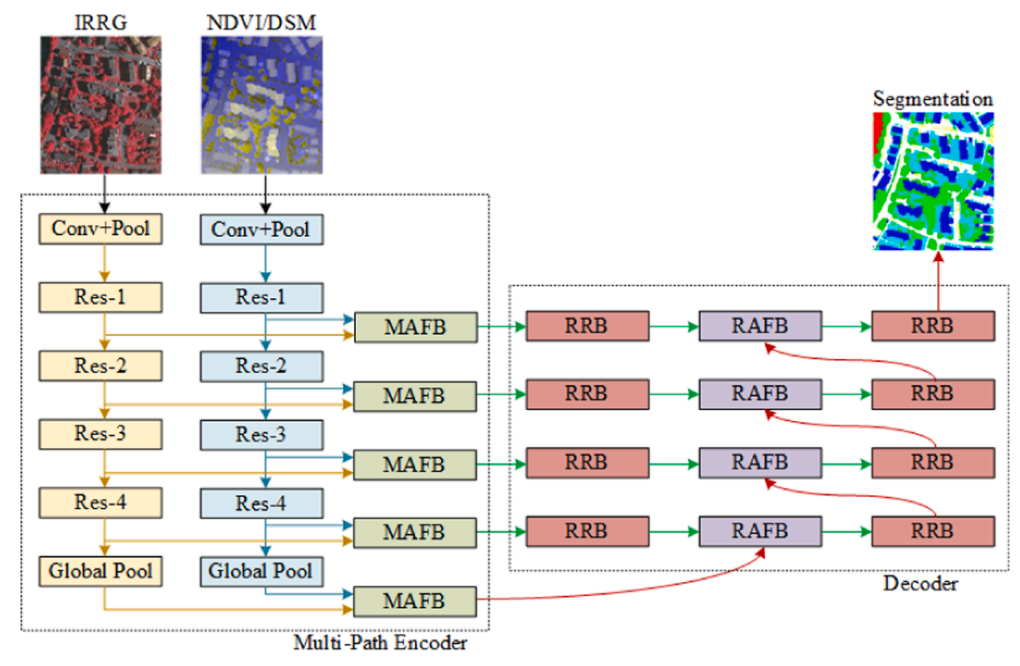 IRRG
NDVI/DSM
Segmentation
Conv+Pool
Conv+Pool
Res-1
Res-1
MAFB
RRB
RAFB
RRB
Res-2
Res-2
MAFB
RRB
RAFB
RRB
Res-3
Res-3
MAFB
RRB
RAFB
RRB
Res-4
Res-4
MAFB
RRB
RAFB
RRB
Global Pool
Global Pool
MAFB
Decoder
Multi-Path Encoder